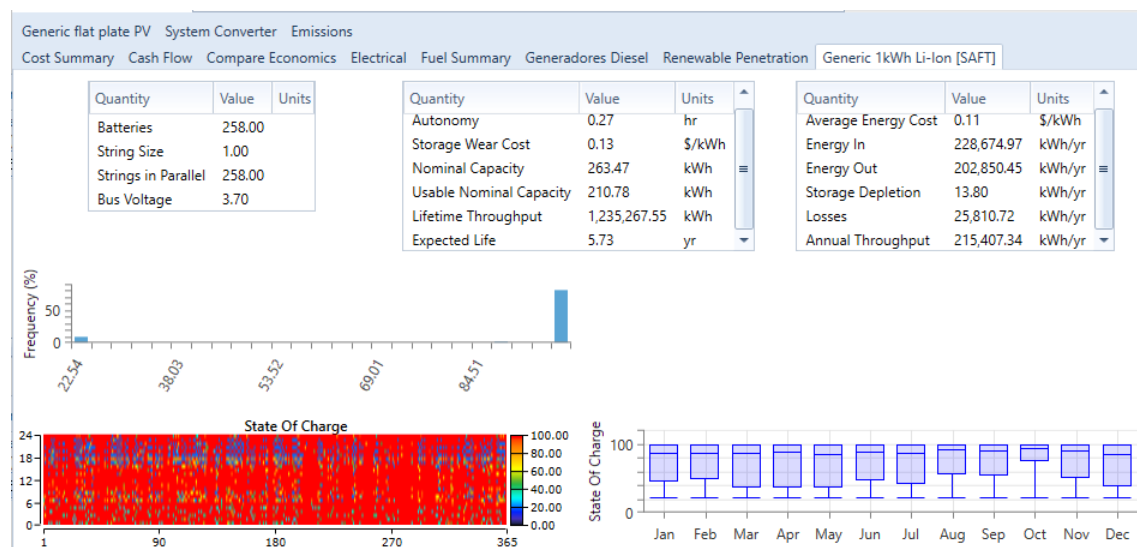 Generic flat plate PV System Converter Emissions
Cost Summary Cash Flow Compare Economics Electrical Fuel Summary Generadores Diesel Renewable Penetration Generic 1kWh Li-Ion [SAFT]
Quantity Value Units
Batteries 258.00
String Size 1.00
Strings in Parallel 258.00
Bus Voltage 3.70
Quantity Value Units
Autonomy 0.27 hr
Storage Wear Cost 0.13 $/kWh
Nominal Capacity 263.47 kWh
Usable Nominal Capacity 210.78 kWh
Lifetime Throughput 1,235,267.55 kWh
Expected Life 5.73 yr
Quantity Value Units
Average Energy Cost 0.11 $/kWh
Energy In 228,674.97 kWh/yr
Energy Out 202,850.45 kWh/yr
Storage Depletion 13.80 kWh/yr
Losses 25,810.72 kWh/yr
Annual Throughput 215,407.34 kWh/yr
Frequency (%)
50
0
22.54 38.03 53.52 69.01 84.51
State Of Charge
24
18
12
6
0
1 90 180 270 365
100.00
80.00
60.00
40.00
20.00
0.00
State Of Charge
100
0
Jan Feb Mar Apr May Jun Jul Aug Sep Oct Nov Dec